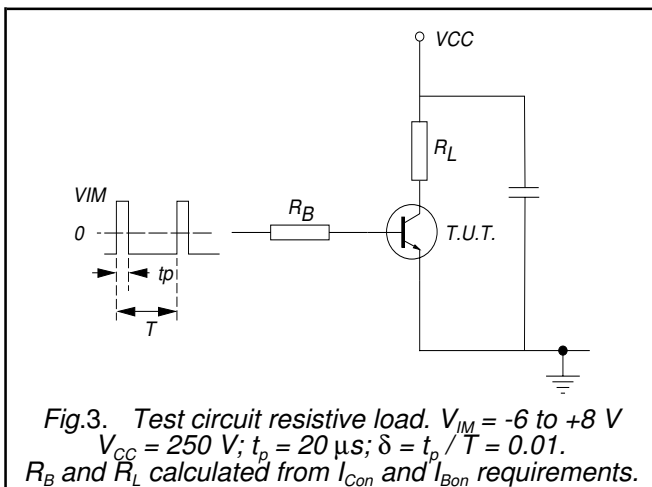 VCC
R_L
VIM
0
R_B
T.U.T.
tp
T
Fig.3. Test circuit resistive load. V_IM = -6 to +8 V
V_CC = 250 V; t_p = 20 μs; δ = t_p / T = 0.01.
R_B and R_L calculated from I_Con and I_Bon requirements.